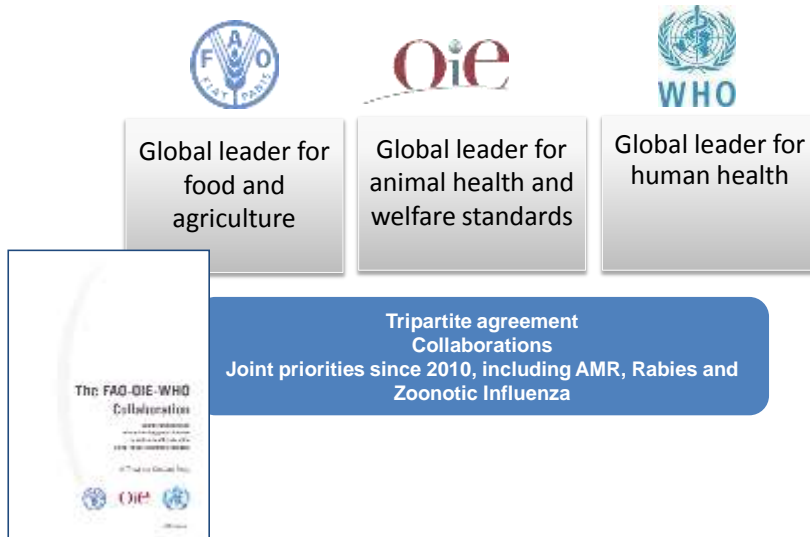 F A O
FIAT PANIS
Oie
WHO
Global leader for
food and
agriculture
Global leader for
animal health and
welfare standards
Global leader for
human health
Tripartite agreement
Collaborations
Joint priorities since 2010, including AMR, Rabies and
Zoonotic Influenza
The FAO-OIE-WHO
Collaboration
Oie